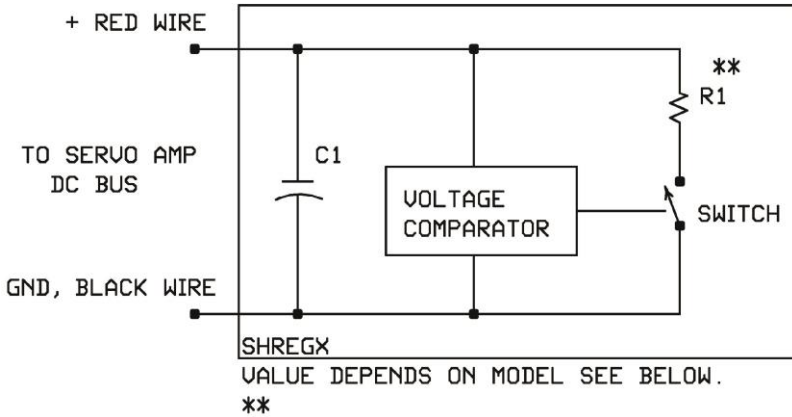 + RED WIRE
**
R1
TO SERVO AMP
DC BUS
C1
VOLTAGE
COMPARATOR
SWITCH
GND, BLACK WIRE
SHREGX
VALUE DEPENDS ON MODEL SEE BELOW.
**